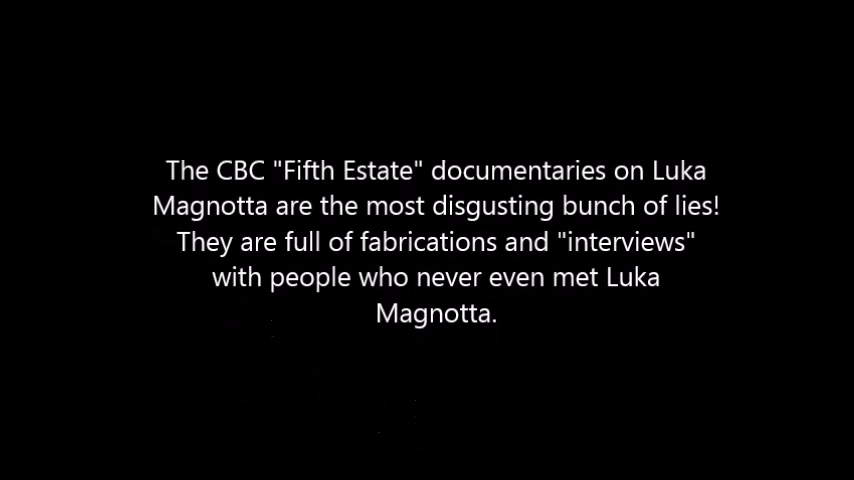 The CBC "Fifth Estate" documentaries on Luka
Magnotta are the most disgusting bunch of lies!
They are full of fabrications and "interviews"
with people who never even met Luka
Magnotta.